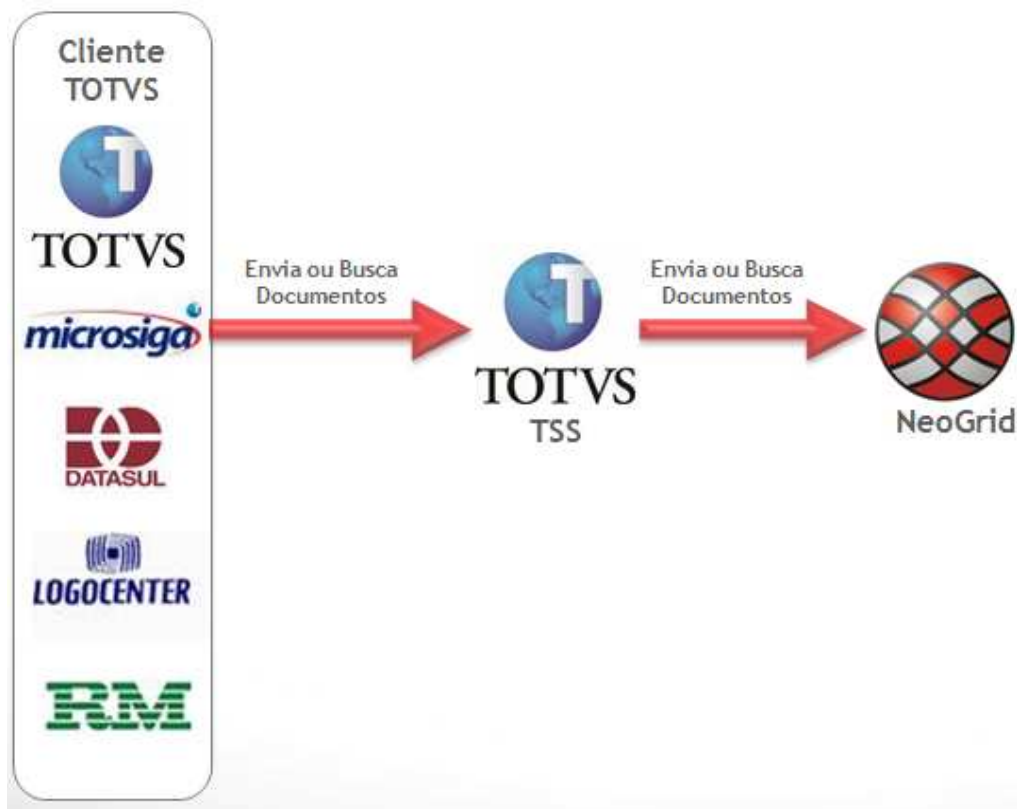 Cliente
TOTVS
T
TOTVS
microsiga
DATASUL
LOGOCENTER
RM
Envia ou Busca
Documentos
T
TOTVS
TSS
Envia ou Busca
Documentos
NeoGrid